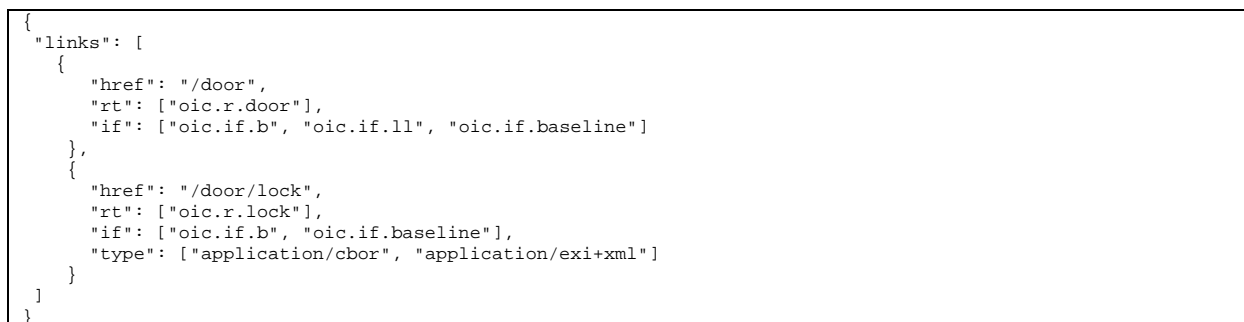 {
"links": [
{
"href": "/door",
"rt": ["oic.r.door"],
"if": ["oic.if.b", "oic.if.ll", "oic.if.baseline"]
},
{
"href": "/door/lock",
"rt": ["oic.r.lock"],
"if": ["oic.if.b", "oic.if.baseline"],
"type": ["application/cbor", "application/exi+xml"]
}
]
}